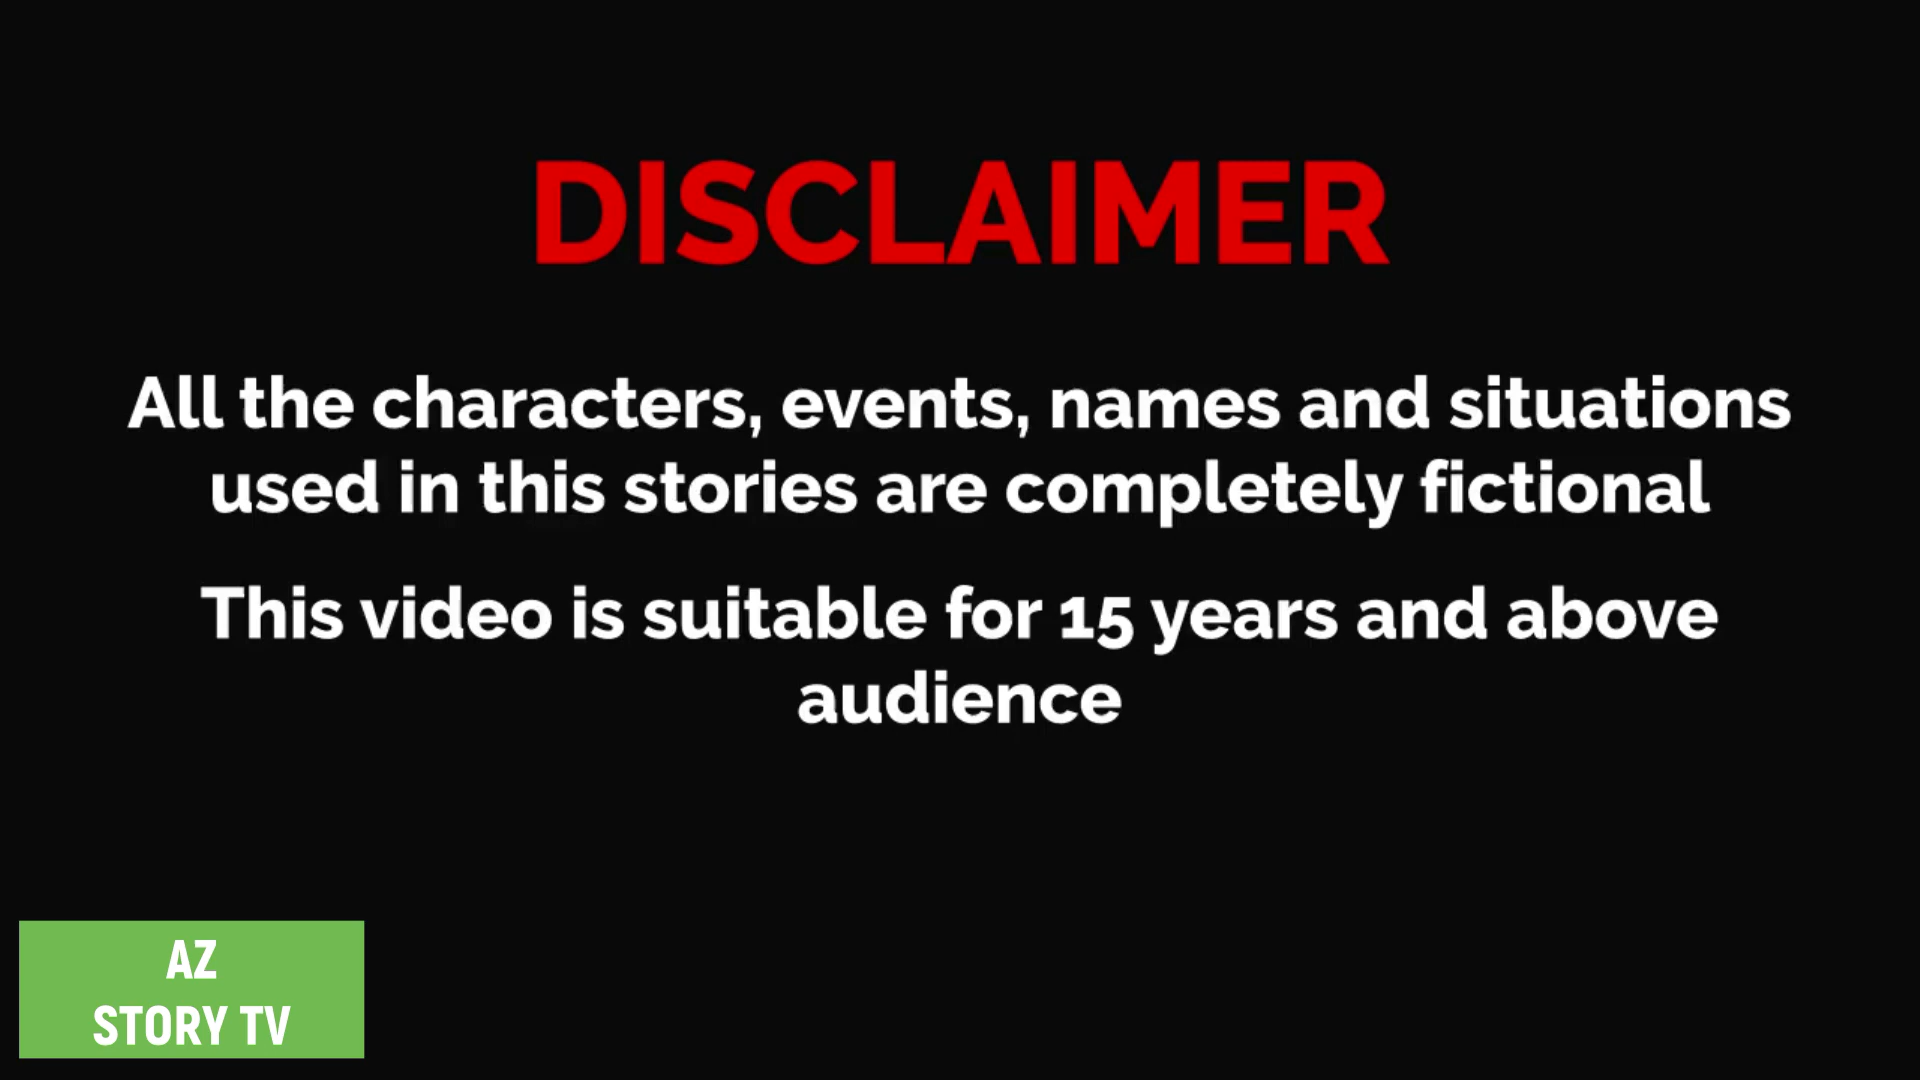 DISCLAIMER
All the characters, events, names and situations
used in this stories are completely fictional
This video is suitable for 15 years and above
audience
AZ
STORY TV